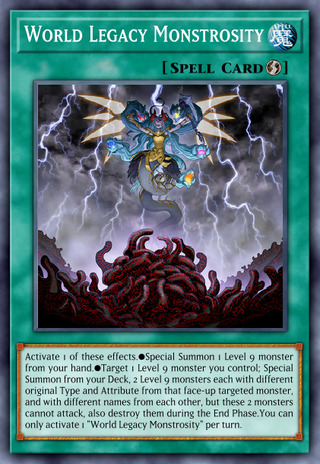 World Legacy Monstrosity 魔
[Spell Card]
Activate 1 of these effects.●Special Summon 1 Level 9 monster
from your hand.●Target 1 Level 9 monster you control; Special
Summon from your Deck, 2 Level 9 monsters each with different
original Type and Attribute from that face-up targeted monster,
and with different names from each other, but these 2 monsters
cannot attack, also destroy them during the End Phase.You can
only activate 1 "World Legacy Monstrosity" per turn.